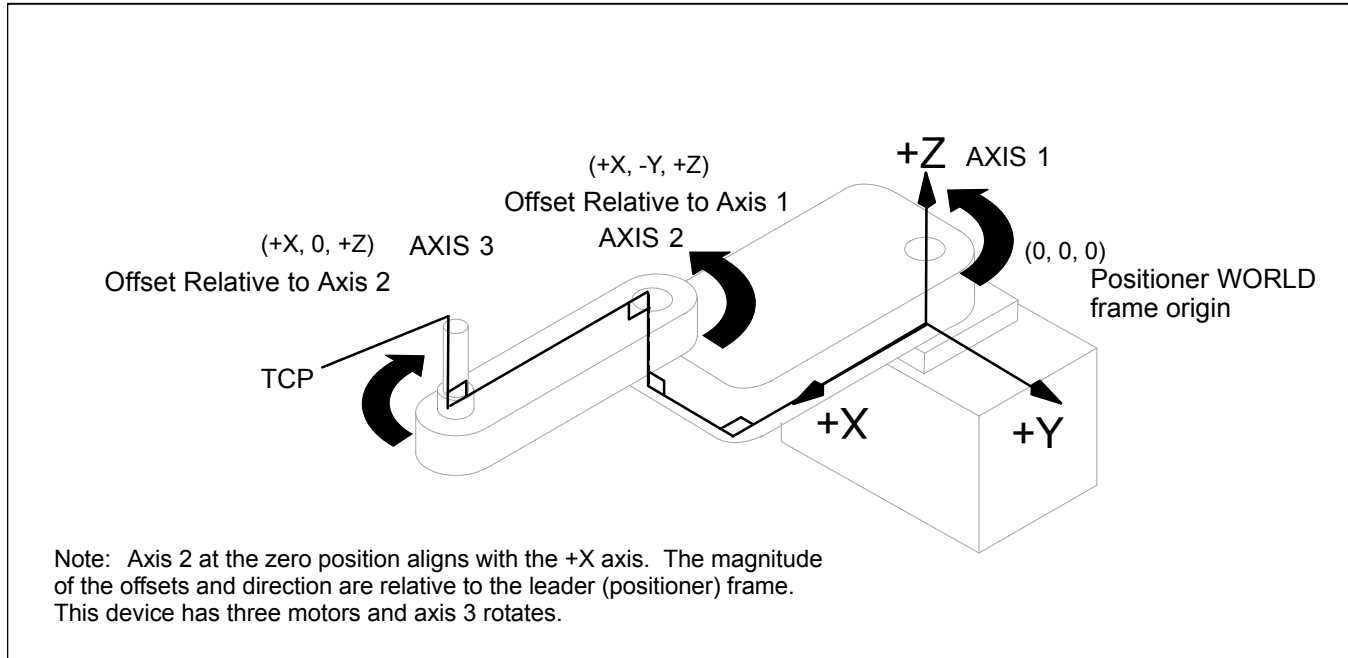 +Z AXIS 1
(+X, -Y, +Z)
Offset Relative to Axis 1
AXIS 2
(+X, 0, +Z) AXIS 3
Offset Relative to Axis 2
(0, 0, 0)
Positioner WORLD
frame origin
TCP
+X
+Y
Note: Axis 2 at the zero position aligns with the +X axis. The magnitude
of the offsets and direction are relative to the leader (positioner) frame.
This device has three motors and axis 3 rotates.